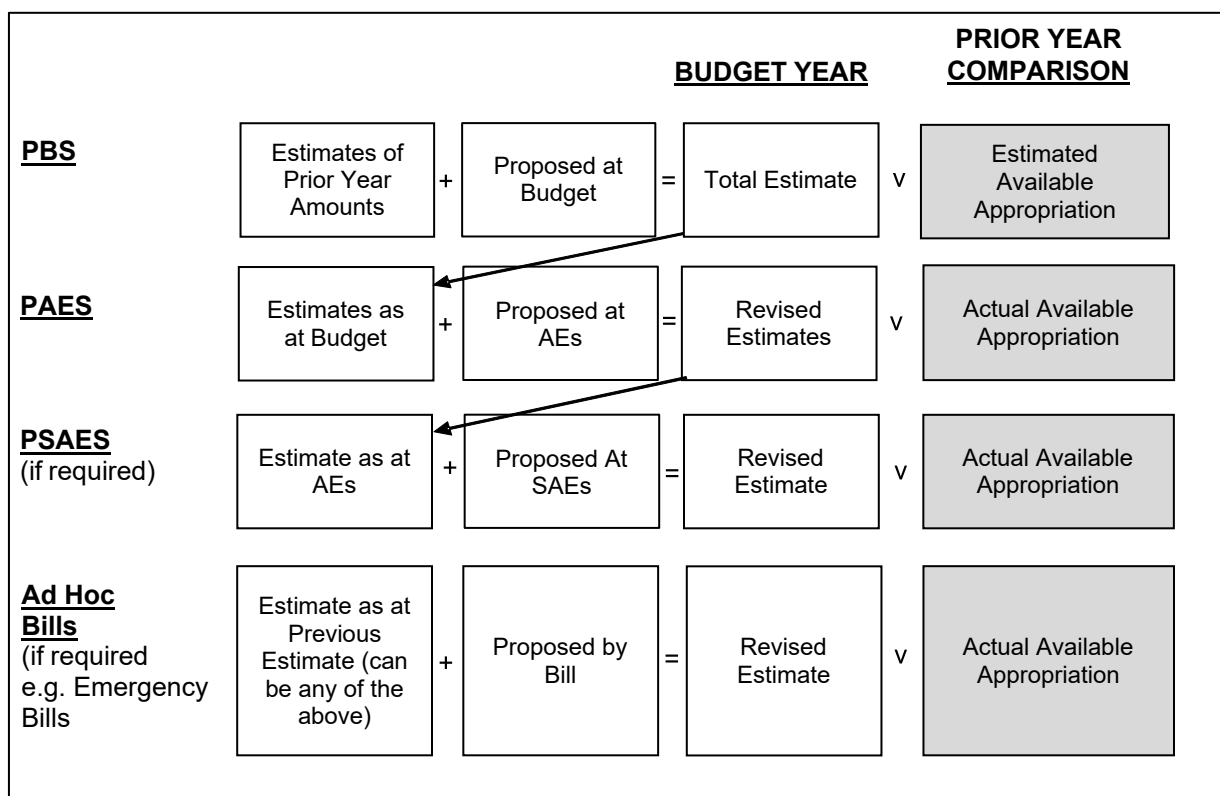 PRIOR YEAR
BUDGET YEAR COMPARISON
PBS
Estimates of
Prior Year
Amounts
+
Proposed at
Budget
=
Total Estimate
v
Estimated
Available
Appropriation
PAES
Estimates as
at Budget
+
Proposed at
AEs
=
Revised
Estimates
v
Actual Available
Appropriation
PSAES
(if required)
Estimate as at
AEs
+
Proposed At
SAEs
=
Revised
Estimate
v
Actual Available
Appropriation
Ad Hoc
Bills
(if required
e.g. Emergency
Bills
Estimate as at
Previous
Estimate (can
be any of the
above)
+
Proposed by
Bill
=
Revised
Estimate
v
Actual Available
Appropriation